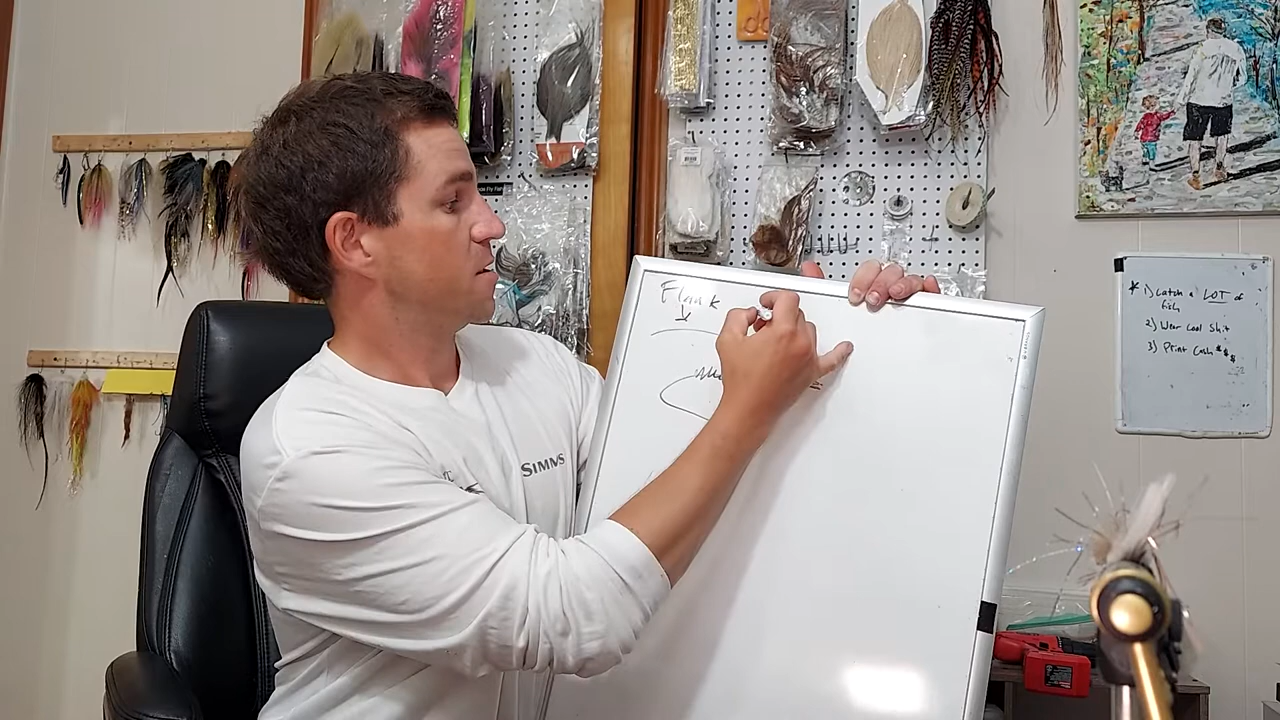 Flank
SIMMS
* 1) Catch a LOT of
fish
2) Wear Cool Shit
3) Print Cash $$$